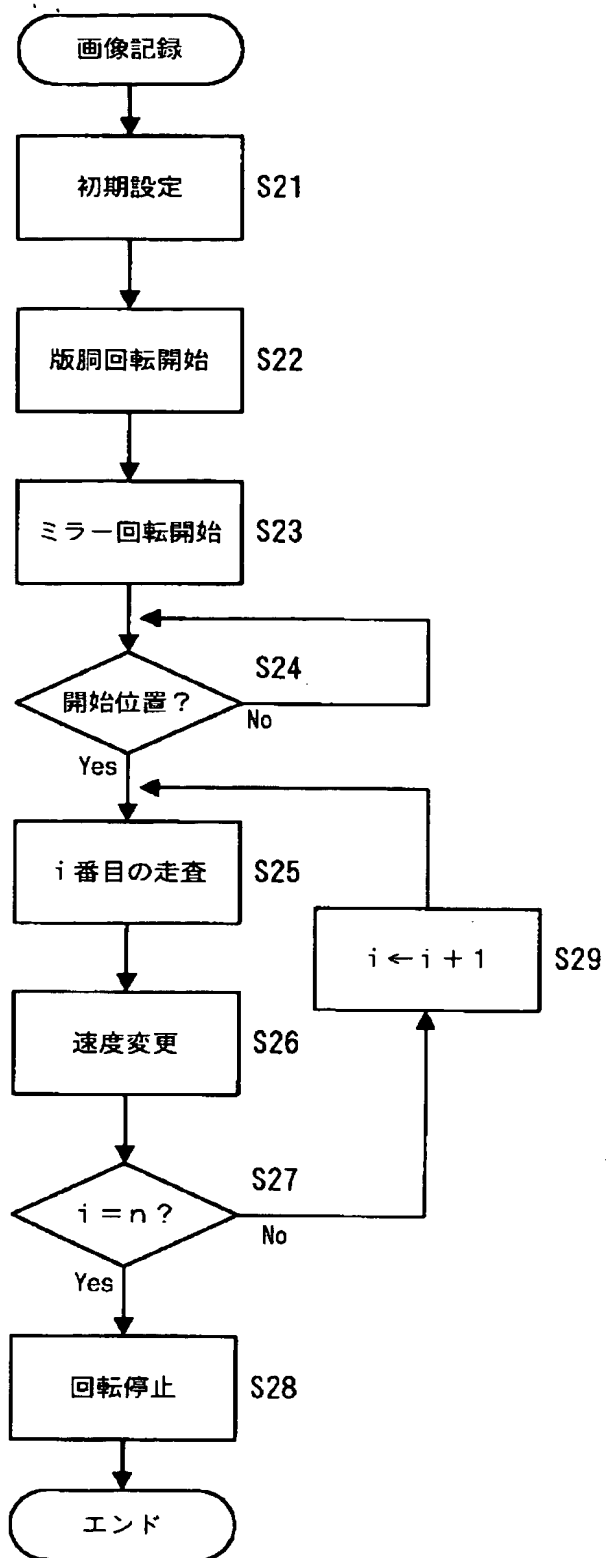 画像記録
初期設定 S21
版胴回転開始 S22
ミラー回転開始 S23
S24
開始位置?
No
Yes
i番目の走査 S25
i←i+1 S29
速度変更 S26
S27
i=n?
No
Yes
回転停止 S28
エンド